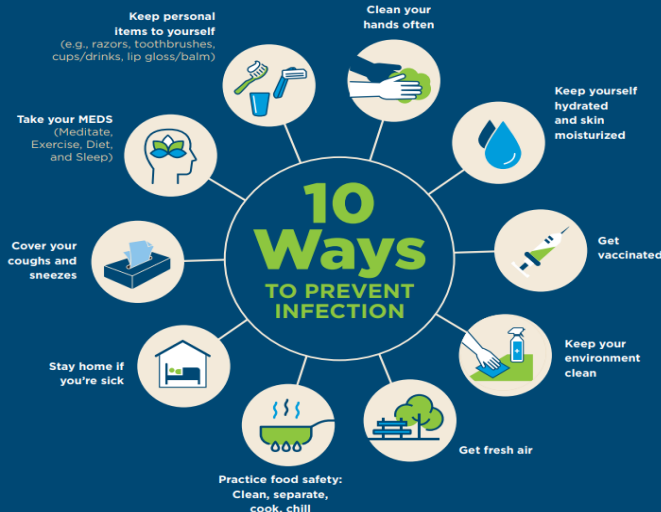 10
Ways
TO PREVENT
INFECTION
Clean your
hands often
Keep yourself
hydrated
and skin
moisturized
Get
vaccinated
Keep your
environment
clean
Get fresh air
Practice food safety:
Clean, separate,
cook, chill
Stay home if
you're sick
Cover your
coughs and
sneezes
Take your MEDS
(Meditate,
Exercise, Diet,
and Sleep)
Keep personal
items to yourself
(e.g., razors, toothbrushes,
cups/drinks, lip gloss/balm)